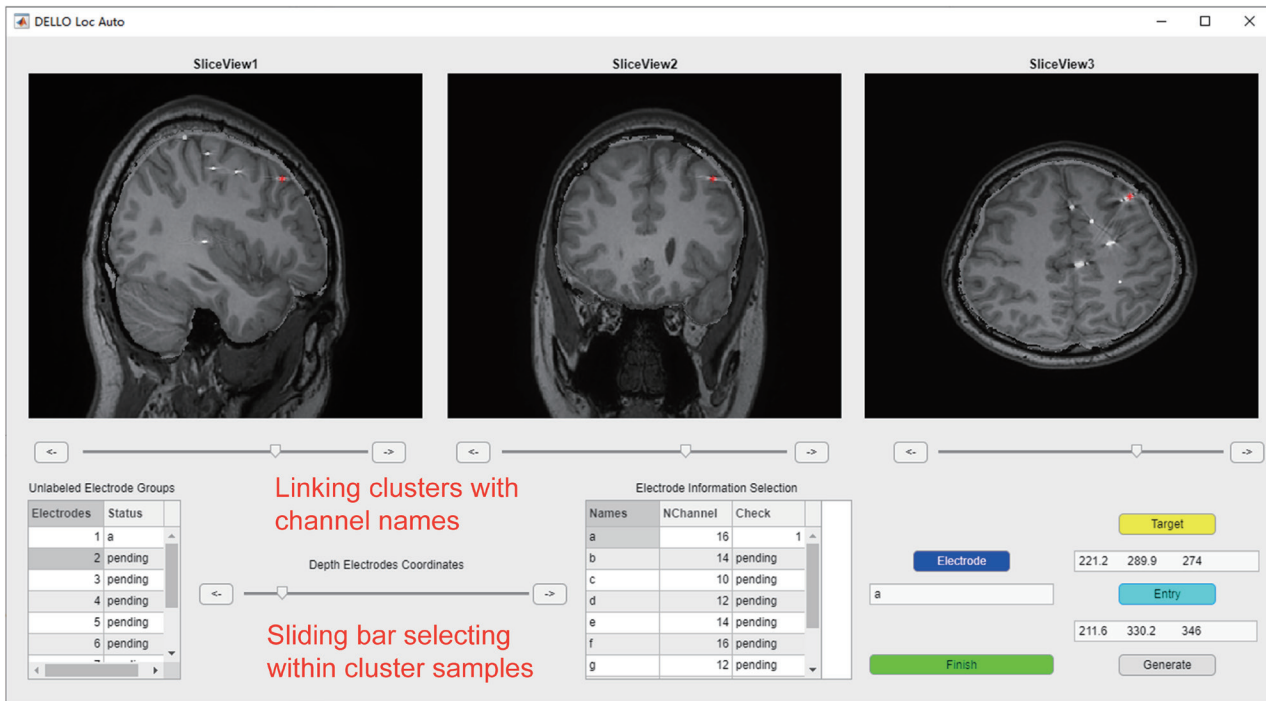 DELLO Loc Auto
SliceView1 SliceView2 SliceView3
<- -> <- -> <- ->
Unlabeled Electrode Groups
Electrodes Status
1 a
2 pending
3 pending
4 pending
5 pending
6 pending
Linking clusters with
channel names
Depth Electrodes Coordinates
<- ->
Sliding bar selecting
within cluster samples
Electrode Information Selection
Names NChannel Check
a 16 1
b 14 pending
c 10 pending
d 12 pending
e 14 pending
f 16 pending
g 12 pending
Target
Electrode
221.2 289.9 274
a
Entry
211.6 330.2 346
Finish
Generate